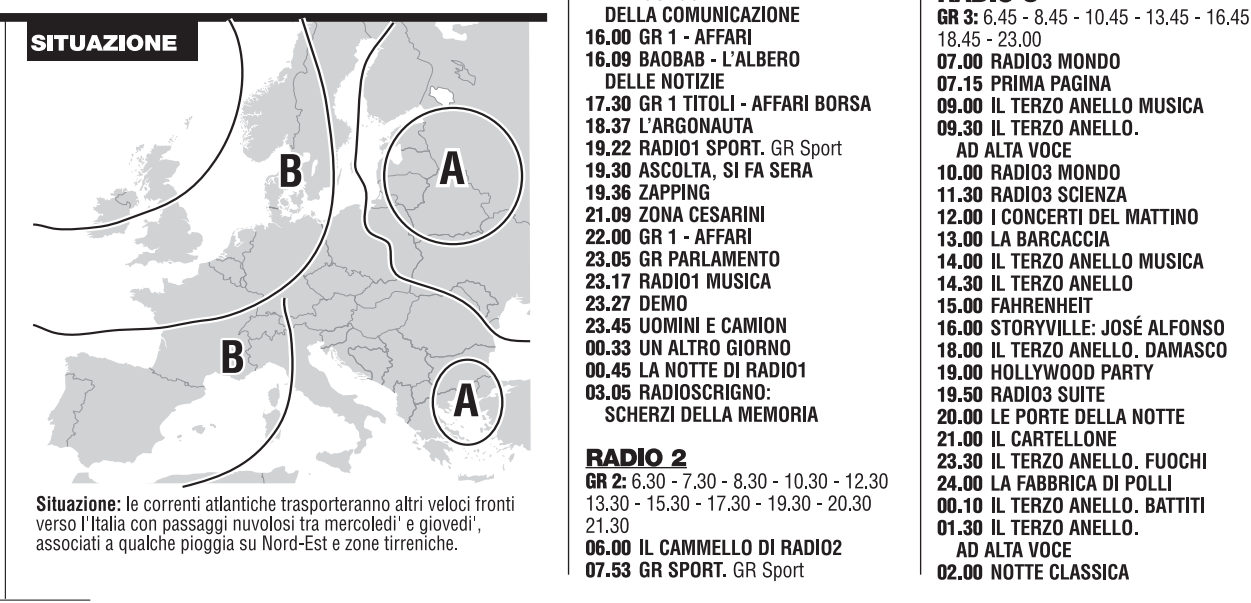 SITUAZIONE
B
A
B
A
Situazione: le correnti atlantiche trasporteranno altri veloci fronti
verso l'Italia con passaggi nuvolosi tra mercoledi' e giovedi',
associati a qualche pioggia su Nord-Est e zone tirreniche.
DELLA COMUNICAZIONE
16.00 GR 1 - AFFARI
16.09 BAOBAB - L'ALBERO
DELLE NOTIZIE
17.30 GR 1 TITOLI - AFFARI BORSA
18.37 L'ARGONAUTA
19.22 RADIO1 SPORT. GR Sport
19.30 ASCOLTA, SI FA SERA
19.36 ZAPPING
21.09 ZONA CESARINI
22.00 GR 1 - AFFARI
23.05 GR PARLAMENTO
23.17 RADIO1 MUSICA
23.27 DEMO
23.45 UOMINI E CAMION
00.33 UN ALTRO GIORNO
00.45 LA NOTTE DI RADIO1
03.05 RADIOSCRIGNO:
SCHERZI DELLA MEMORIA
RADIO 2
GR 2: 6.30 - 7.30 - 8.30 - 10.30 - 12.30
13.30 - 15.30 - 17.30 - 19.30 - 20.30
21.30
06.00 IL CAMMELLO DI RADIO2
07.53 GR SPORT. GR Sport
GR 3: 6.45 - 8.45 - 10.45 - 13.45 - 16.45
18.45 - 23.00
07.00 RADIO3 MONDO
07.15 PRIMA PAGINA
09.00 IL TERZO ANELLO MUSICA
09.30 IL TERZO ANELLO.
AD ALTA VOCE
10.00 RADIO3 MONDO
11.30 RADIO3 SCIENZA
12.00 I CONCERTI DEL MATTINO
13.00 LA BARCACCIA
14.00 IL TERZO ANELLO MUSICA
14.30 IL TERZO ANELLO
15.00 FAHRENHEIT
16.00 STORYVILLE: JOSÉ ALFONSO
18.00 IL TERZO ANELLO. DAMASCO
19.00 HOLLYWOOD PARTY
19.50 RADIO3 SUITE
20.00 LE PORTE DELLA NOTTE
21.00 IL CARTELLONE
23.30 IL TERZO ANELLO. FUOCHI
24.00 LA FABBRICA DI POLLI
00.10 IL TERZO ANELLO. BATTITI
01.30 IL TERZO ANELLO.
AD ALTA VOCE
02.00 NOTTE CLASSICA